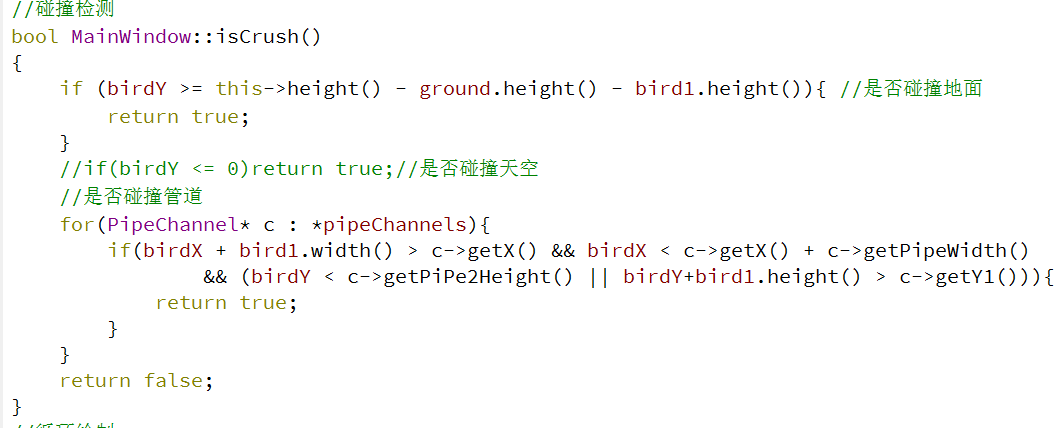 //碰撞检测
bool MainWindow::isCrush()
{
    if (birdY >= this->height() - ground.height() - bird1.height()){ //是否碰撞地面
        return true;
    }
    //if(birdY <= 0)return true;//是否碰撞天空
    //是否碰撞管道
    for(PipeChannel* c : *pipeChannels){
        if(birdX + bird1.width() > c->getX() && birdX < c->getX() + c->getPipeWidth()
                && (birdY < c->getPiPe2Height() || birdY+bird1.height() > c->getY1())){
            return true;
        }
    }
    return false;
}